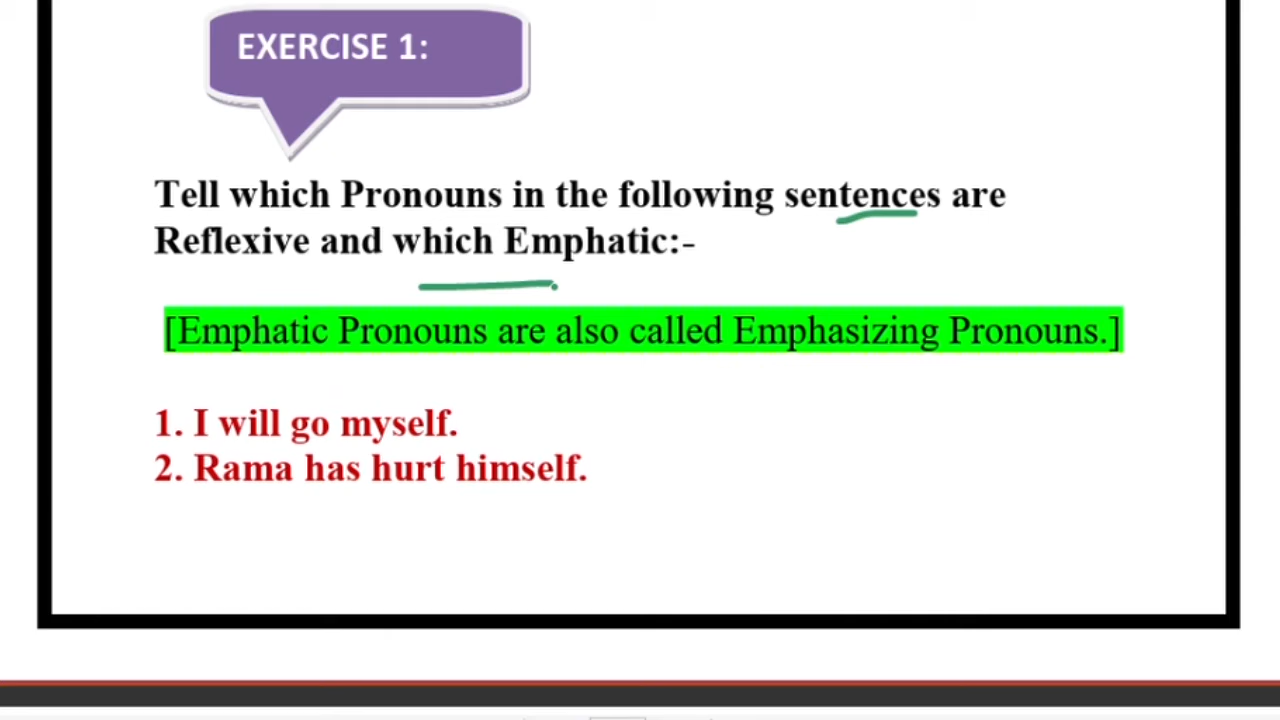 EXERCISE 1:
Tell which Pronouns in the following sentences are
Reflexive and which Emphatic:-
[Emphatic Pronouns are also called Emphasizing Pronouns.]
1. I will go myself.
2. Rama has hurt himself.